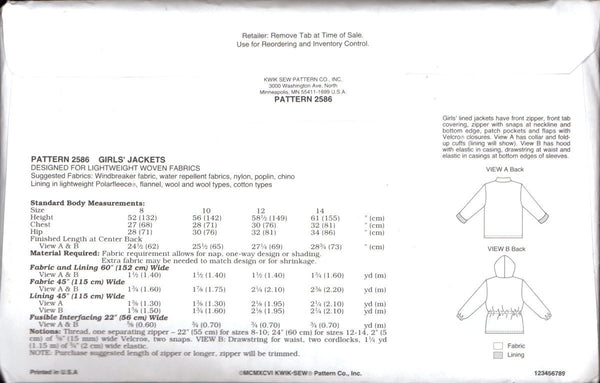 Retailer: Remove Tab at Time of Sale.
Use for Reordering and Inventory Control.
KWIK SEW PATTERN CO., INC.
3000 Washington Ave. North
Minneapolis, MN 55411-1699 U.S.A.
PATTERN 2586
Girls' lined jackets have front zipper, front tab
covering, zipper with snaps at neckline and
bottom edge, patch pockets and flaps with
Velcro® closures. View A has collar and fold-
up cuffs (lining will show). View B has hood
with elastic in casing, drawstring at waist and
elastic in casings at bottom edges of sleeves.
PATTERN 2586 GIRLS' JACKETS
DESIGNED FOR LIGHTWEIGHT WOVEN FABRICS
Suggested Fabrics: Windbreaker fabric, water repellent fabrics, nylon, poplin, chino
Lining in lightweight Polarfleece®, flannel, wool and wool types, cotton types
VIEW A Back
Standard Body Measurements:
Size 8 10 12 14
Height 52 (132) 56 (142) 58½ (149) 61 (155) " (cm)
Chest 27 (68) 28 (71) 30 (76) 32 (81) " (cm)
Hip 28 (71) 30 (76) 32 (81) 34 (86) " (cm)
Finished Length at Center Back
View A & B 24½ (62) 25½ (65) 27¼ (69) 28¾ (73) " (cm)
Material Required: Fabric requirement allows for nap, one-way design or shading.
Extra fabric may be needed to match design or for shrinkage.
Fabric and Lining 60" (152 cm) Wide
View A & B 1½ (1.40) 1½ (1.40) 1¾ (1.60) yd (m)
Fabric 45" (115 cm) Wide
View A & B 1¾ (1.60) 1⅞ (1.75) 2¼ (2.10) 2⅜ (2.20) yd (m)
Lining 45" (115 cm) Wide
View A 1⅜ (1.30) 1⅜ (1.30) 2⅛ (1.95) 2¼ (2.10) yd (m)
View B 1⅝ (1.50) 1¾ (1.60) 2⅛ (1.95) 2¼ (2.10) yd (m)
Fusible Interfacing 22" (56 cm) Wide
View A & B ⅝ (0.60) ¾ (0.70) ¾ (0.70) ¾ (0.70) yd (m)
Notions: Thread, one separating zipper – 22" (55 cm) for sizes 8-10; 24" (60 cm) for sizes 12-14, 2" (5
cm) of ⅝" (15 mm) wide Velcro®, two snaps. VIEW B: Drawstring for waist, two cordlocks, 1¼ yd
(1.15 m) of ¾" (2 cm) wide elastic.
NOTE: Purchase suggested length of zipper or longer, zipper will be trimmed.
VIEW B Back
Fabric
Lining
Printed in U.S.A
©MCMXCVI KWIK•SEW® Pattern Co., Inc.
123456789